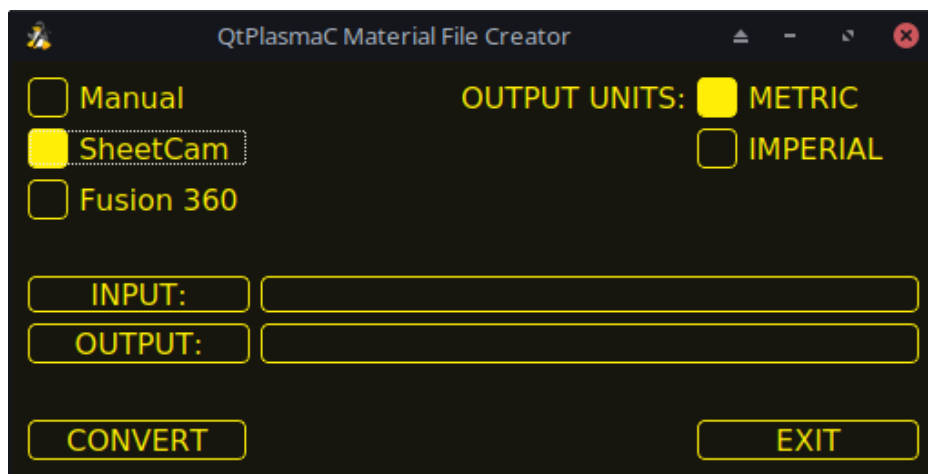 QtPlasmaC Material File Creator
Manual OUTPUT UNITS: METRIC
SheetCam IMPERIAL
Fusion 360
INPUT:
OUTPUT:
CONVERT EXIT